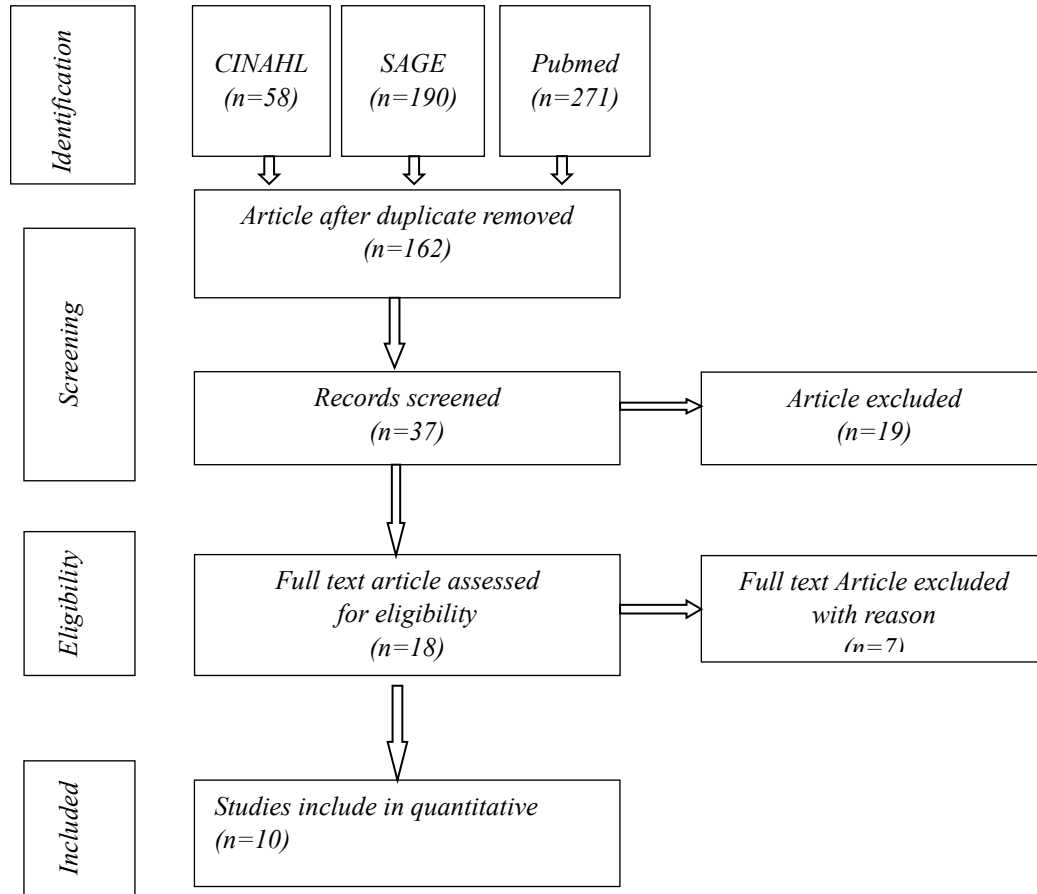 Identification
CINAHL
(n=58)
SAGE
(n=190)
Pubmed
(n=271)
Article after duplicate removed
(n=162)
Screening
Records screened
(n=37)
Article excluded
(n=19)
Eligibility
Full text article assessed
for eligibility
(n=18)
Full text Article excluded
with reason
(n=7)
Included
Studies include in quantitative
(n=10)